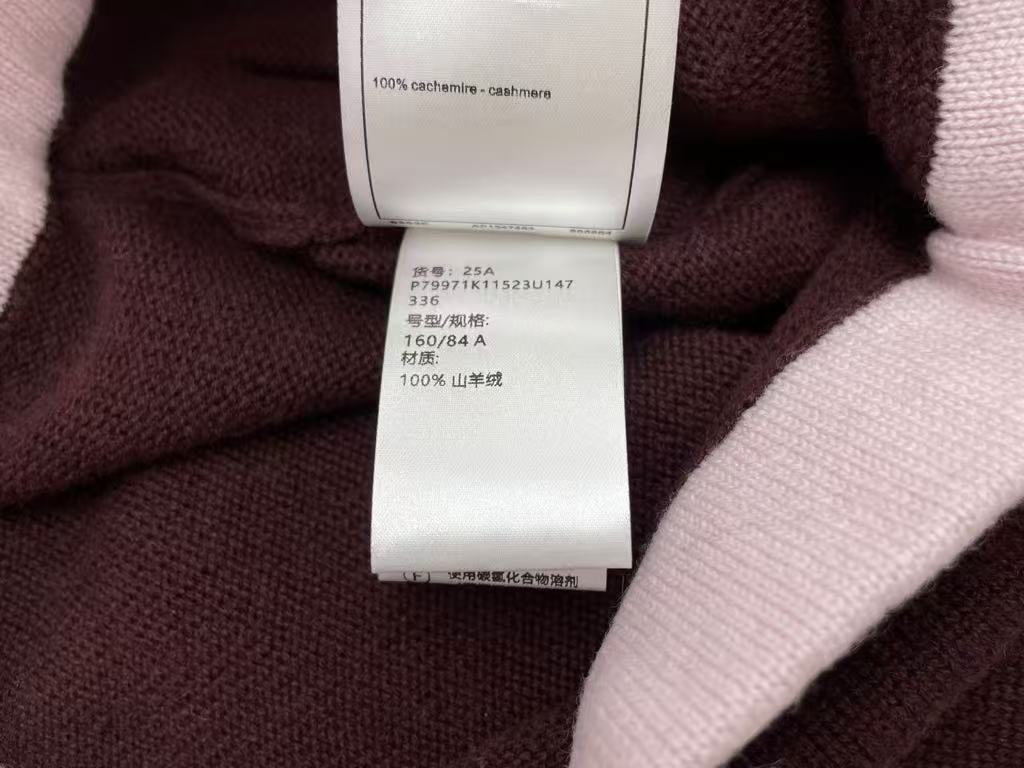 100% cachemire - cashmere
货号: 25A
P79971K11523U147
336
号型/规格:
160/84 A
材质:
100% 山羊绒
使用碳氢化合物溶剂